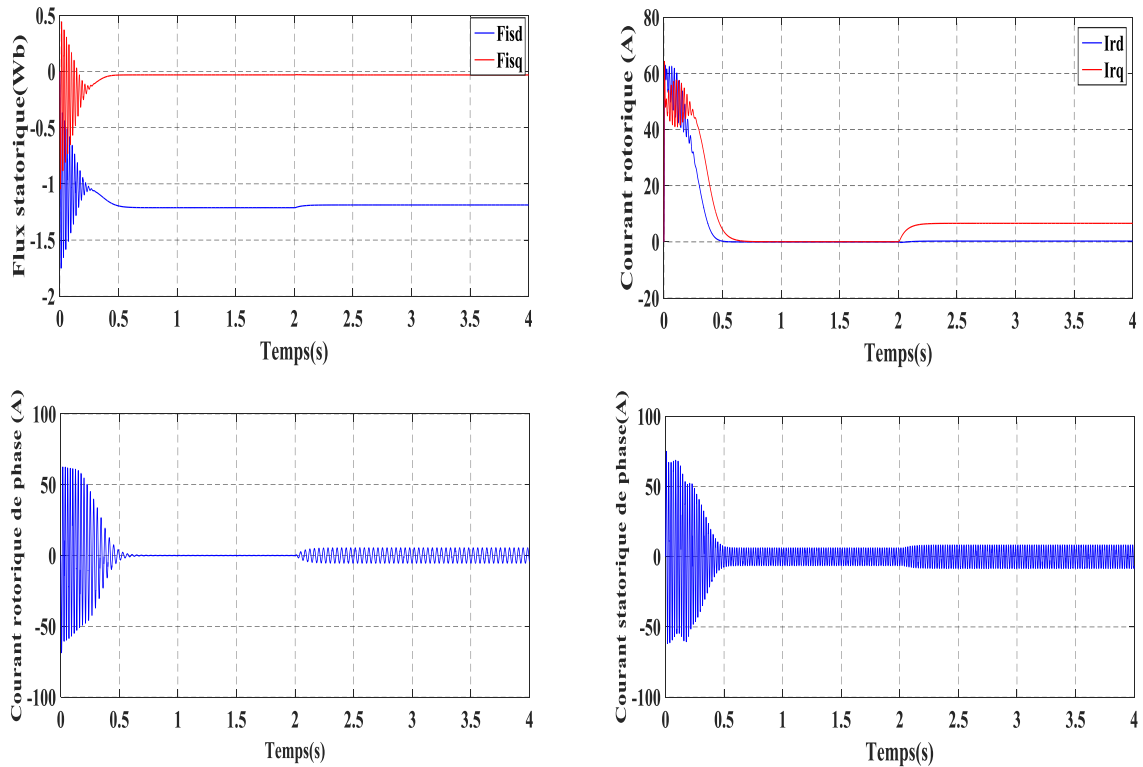 Flux statorique(Wb)
0.5
0
-0.5
-1
-1.5
-2
Fisd
Fisq
0 0.5 1 1.5 2 2.5 3 3.5 4
Temps(s)
Courant rotorique (A)
80
60
40
20
0
-20
Ird
Irq
0 0.5 1 1.5 2 2.5 3 3.5 4
Temps(s)
Courant rotorique de phase (A)
100
50
0
-50
-100
0 0.5 1 1.5 2 2.5 3 3.5 4
Temps(s)
Courant statorique de phase(A)
100
50
0
-50
-100
0 0.5 1 1.5 2 2.5 3 3.5 4
Temps(s)